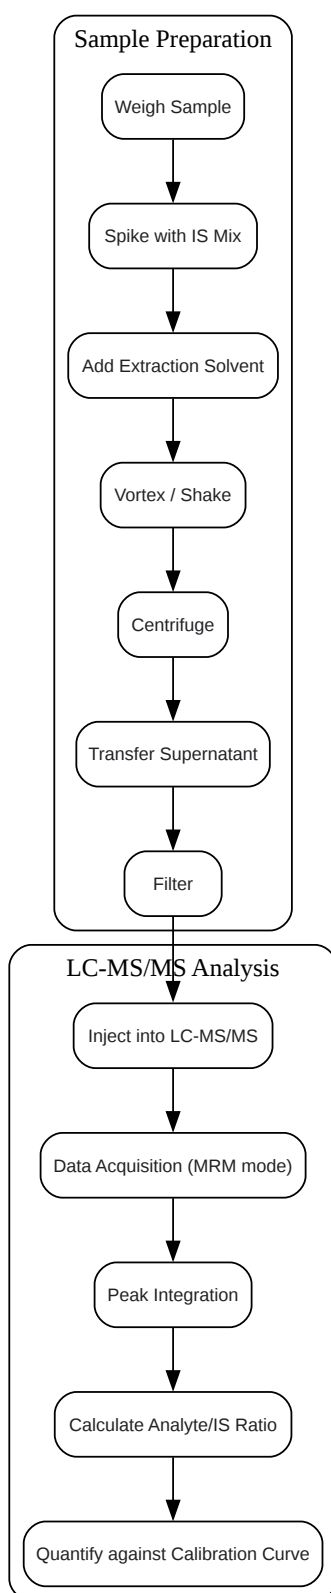 Sample Preparation
Weigh Sample
Spike with IS Mix
Add Extraction Solvent
Vortex / Shake
Centrifuge
Transfer Supernatant
Filter
LC-MS/MS Analysis
Inject into LC-MS/MS
Data Acquisition (MRM mode)
Peak Integration
Calculate Analyte/IS Ratio
Quantify against Calibration Curve